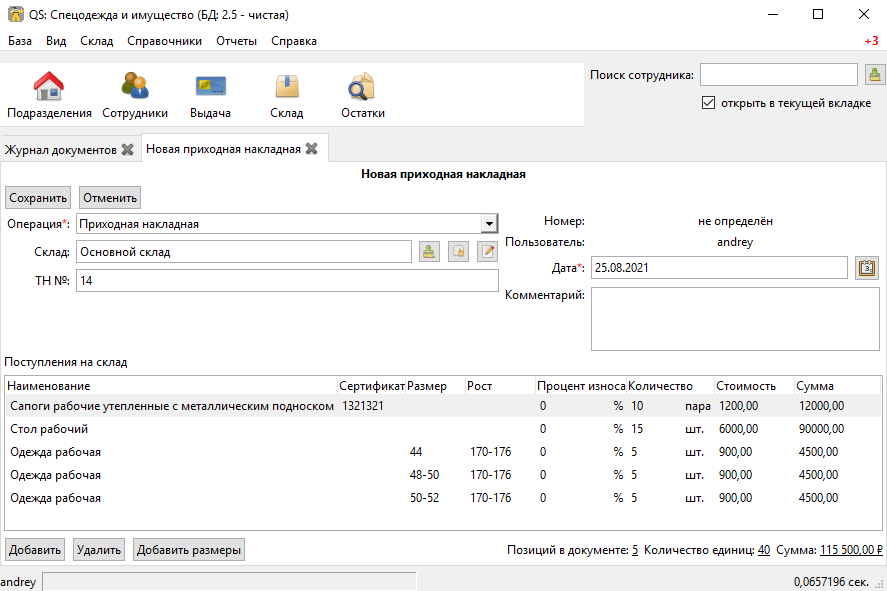 QS: Спецодежда и имущество (БД: 2.5 - чистая)
База Вид Склад Справочники Отчеты Справка +3
Поиск сотрудника:
открыть в текущей вкладке
Подразделения Сотрудники Выдача Склад Остатки
Журнал документов Новая приходная накладная
Новая приходная накладная
Сохранить Отменить
Операция*: Приходная накладная
Номер: не определён
Склад: Основной склад
Пользователь: andrey
Дата*: 25.08.2021
ТН №: 14
Комментарий:
Поступления на склад
Наименование Сертификат Размер Рост Процент износа Количество Стоимость Сумма
Сапоги рабочие утепленные с металлическим подноском 1321321 0 % 10 пара 1200,00 12000,00
Стол рабочий 0 % 15 шт. 6000,00 90000,00
Одежда рабочая 44 170-176 0 % 5 шт. 900,00 4500,00
Одежда рабочая 48-50 170-176 0 % 5 шт. 900,00 4500,00
Одежда рабочая 50-52 170-176 0 % 5 шт. 900,00 4500,00
Добавить Удалить Добавить размеры Позиций в документе: 5 Количество единиц: 40 Сумма: 115 500,00 ₽
andrey 0,0657196 сек.